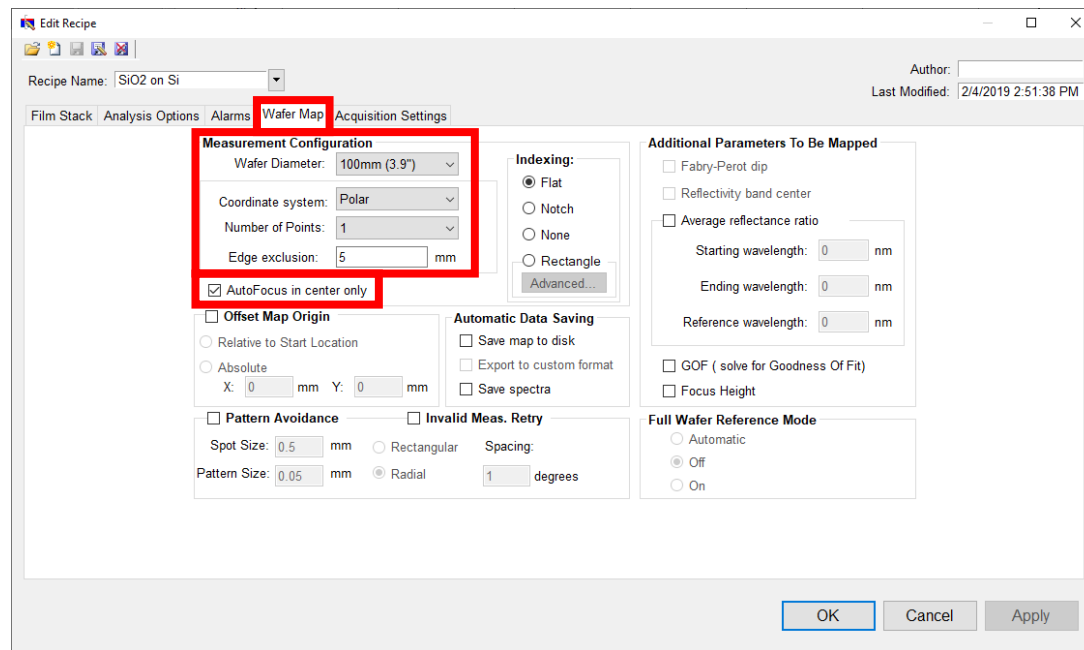 Edit Recipe
Recipe Name: SiO2 on Si
Author:
Last Modified: 2/4/2019 2:51:38 PM
Film Stack Analysis Options Alarms Wafer Map Acquisition Settings
Measurement Configuration
Wafer Diameter: 100mm (3.9")
Coordinate system: Polar
Number of Points: 1
Edge exclusion: 5 mm
AutoFocus in center only
Indexing:
Flat
Notch
None
Rectangle
Advanced...
Additional Parameters To Be Mapped
Fabry-Perot dip
Reflectivity band center
Average reflectance ratio
Starting wavelength: 0 nm
Ending wavelength: 0 nm
Reference wavelength: 0 nm
GOF ( solve for Goodness Of Fit)
Focus Height
Offset Map Origin
Relative to Start Location
Absolute
X: 0 mm Y: 0 mm
Automatic Data Saving
Save map to disk
Export to custom format
Save spectra
Pattern Avoidance
Spot Size: 0.5 mm
Pattern Size: 0.05 mm
Rectangular
Radial
Invalid Meas. Retry
Spacing:
1 degrees
Full Wafer Reference Mode
Automatic
Off
On
OK Cancel Apply